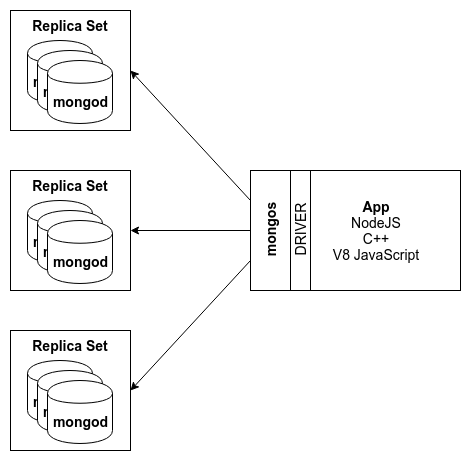 Replica Set
mongod
Replica Set
mongod
Replica Set
mongod
mongos
DRIVER
App
NodeJS
C++
V8 JavaScript